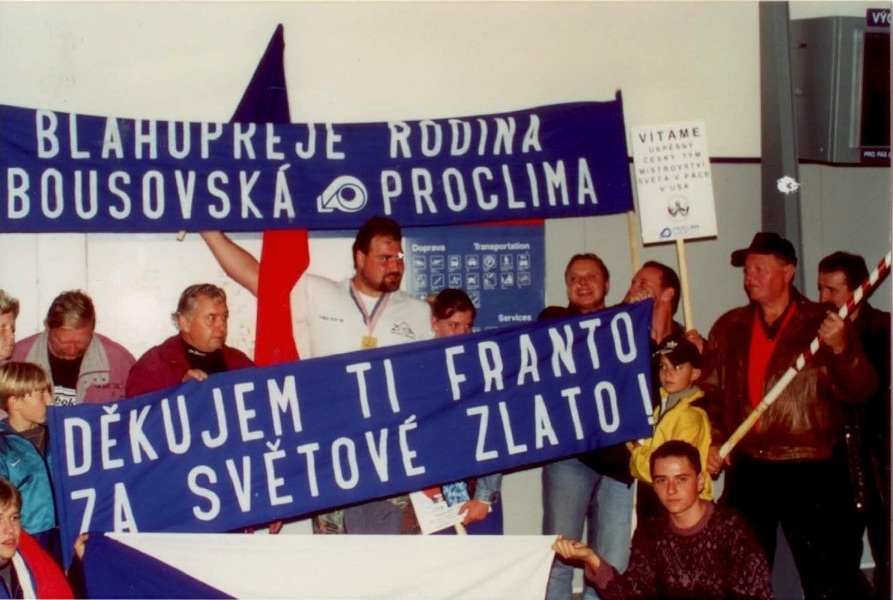 BLAHOPŘEJE RODINA
BOUSOVSKÁ PROCLIMA
VÍTÁME
ÚSPĚŠNÝ
ČESKÝ TÝM
MISTROVSTVÍ
SVĚTA V PÁCE
V USA
PROCLIMA
Doprava Transportation
Services
DĚKUJEM TI FRANTO
ZA SVĚTOVÉ ZLATO!